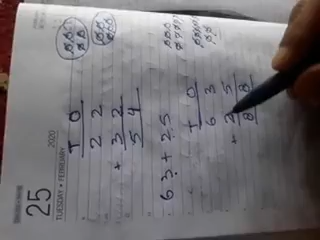 2020
25
TUESDAY • FEBRUARY
T O
2 2
+ 3 2
5 4
63 + 25
T O
6 3
+ 2 5
8 8